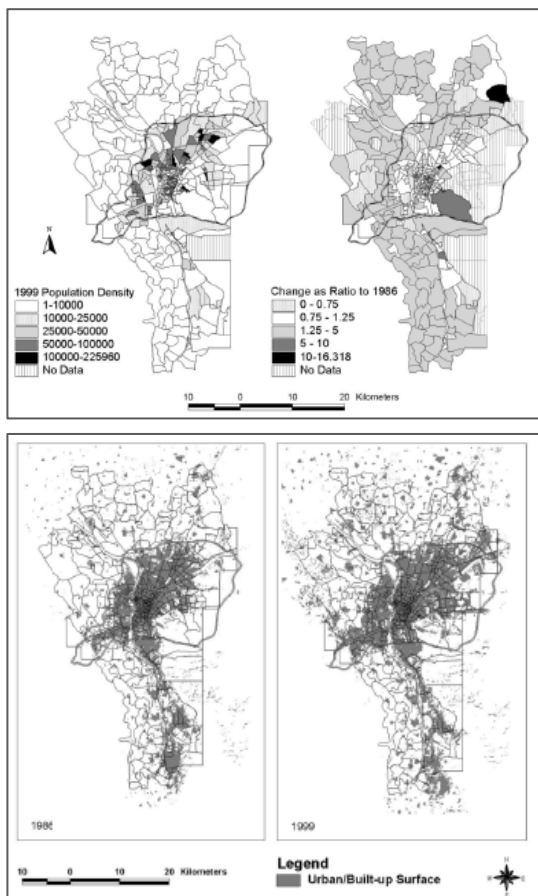 N
1999 Population Density
1-10000
10000-25000
25000-50000
50000-100000
100000-225960
No Data
Change as Ratio to 1986
0 - 0.75
0.75 - 1.25
1.25 - 5
5 - 10
10-16.318
No Data
10 0 10 20 Kilometers
1986
1999
10 0 10 20 Kilometers
Legend
Urban/Built-up Surface